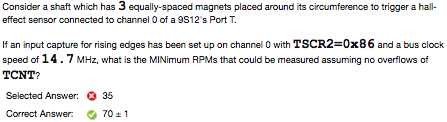 Consider a shaft which has 3 equally-spaced magnets placed around its circumference to trigger a hall-
effect sensor connected to channel 0 of a 9S12's Port T.
If an input capture for rising edges has been set up on channel 0 with TSCR2=0x86 and a bus clock
speed of 14.7 MHz, what is the MINimum RPMs that could be measured assuming no overflows of
TCNT?
Selected Answer: 35
Correct Answer: 70 ± 1